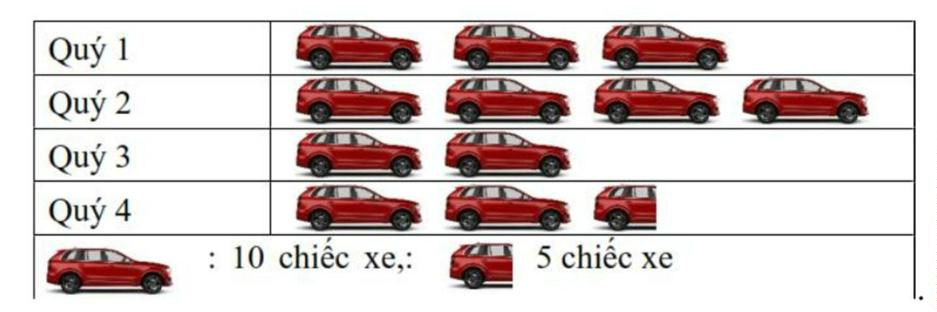 Quý 1
Quý 2
Quý 3
Quý 4
: 10 chiếc xe,: 5 chiếc xe
.